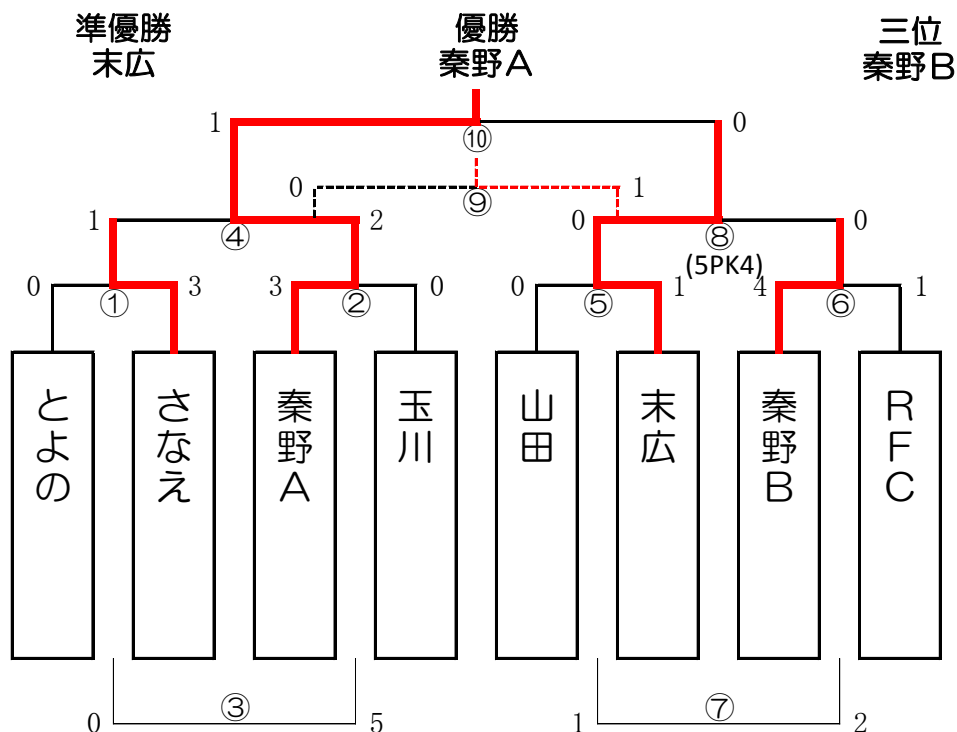 準優勝 優勝 三位
末広 秦野A 秦野B
1 0
⑩
0 1
⑨
1 2 0 0
④ ⑧
(5PK4)
0 3 3 0 0 1 4 1
① ② ⑤ ⑥
とよの
さなえ
秦野A
玉川
山田
末広
秦野B
RFC
0 ③ 5 1 ⑦ 2